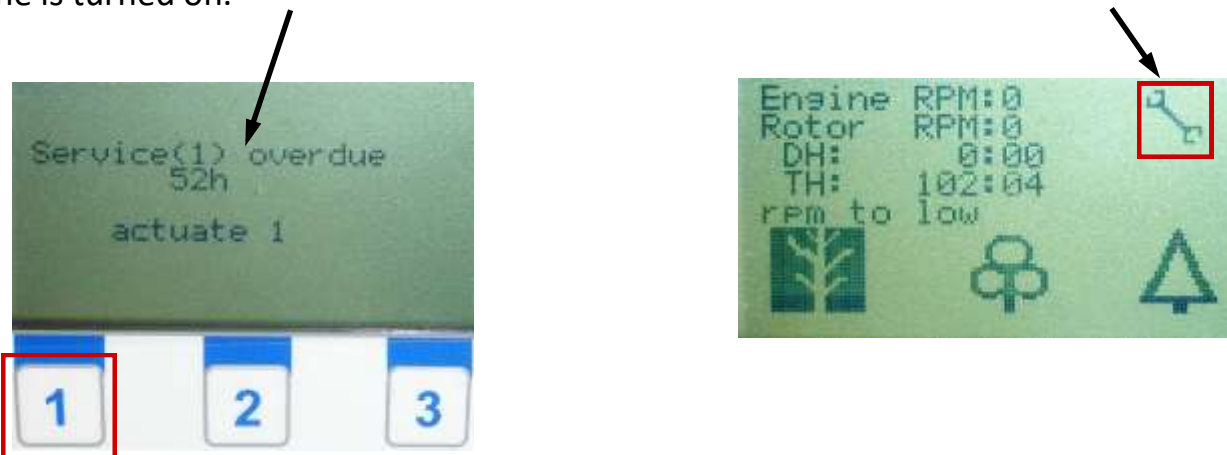 ne is turned on.
Service(1) overdue
52h
actuate 1
1
2
3
Engine RPM:0
Rotor RPM:0
DH: 0:00
TH: 102:04
rpm to low